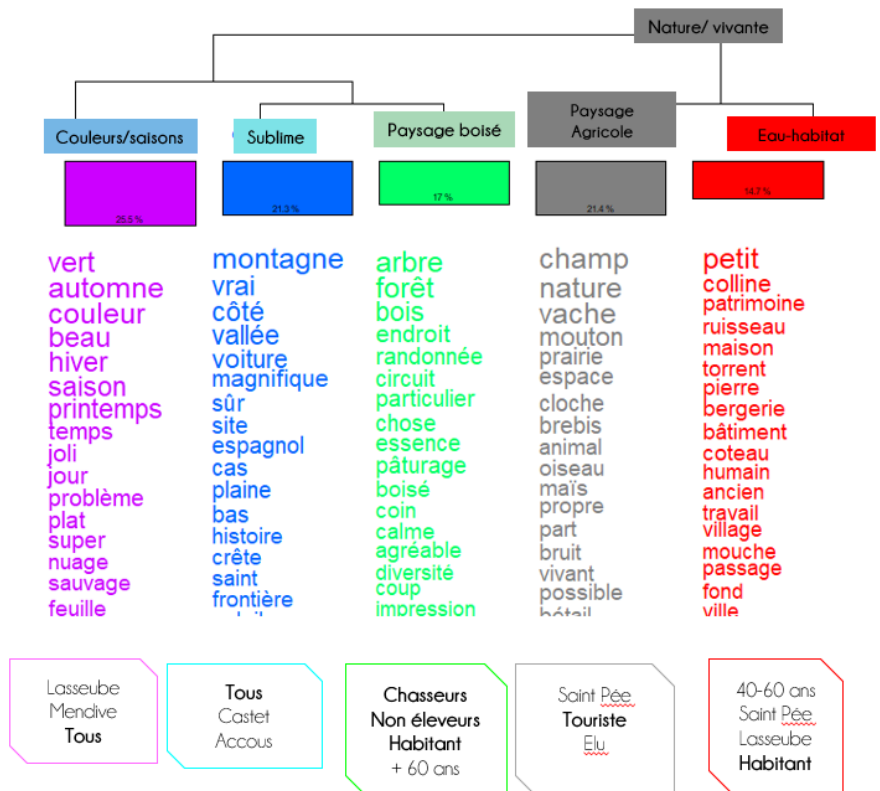 Nature/ vivante
Couleurs/saisons
Sublime
Paysage boisé
Paysage
Agricole
Eau-habitat
25.5 %
21.3 %
17 %
21.4 %
14.7 %
vert
automne
couleur
beau
hiver
saison
printemps
temps
joli
jour
problème
plat
super
nuage
sauvage
feuille
montagne
vrai
côté
vallée
voiture
magnifique
sûr
site
espagnol
cas
plaine
bas
histoire
crête
saint
frontière
arbre
forêt
bois
endroit
randonnée
circuit
particulier
chose
essence
pâturage
boisé
coin
calme
agréable
diversité
coup
impression
champ
nature
vache
mouton
prairie
espace
cloche
brebis
animal
oiseau
maïs
propre
part
bruit
vivant
possible
bétail
petit
colline
patrimoine
ruisseau
maison
torrent
pierre
bergerie
bâtiment
coteau
humain
ancien
travail
village
mouche
passage
fond
ville
Lasseube
Mendive
Tous
Tous
Castet
Accous
Chasseurs
Non éleveurs
Habitant
+ 60 ans
Saint Pée
Touriste
Elu
40-60 ans
Saint Pée
Lasseube
Habitant